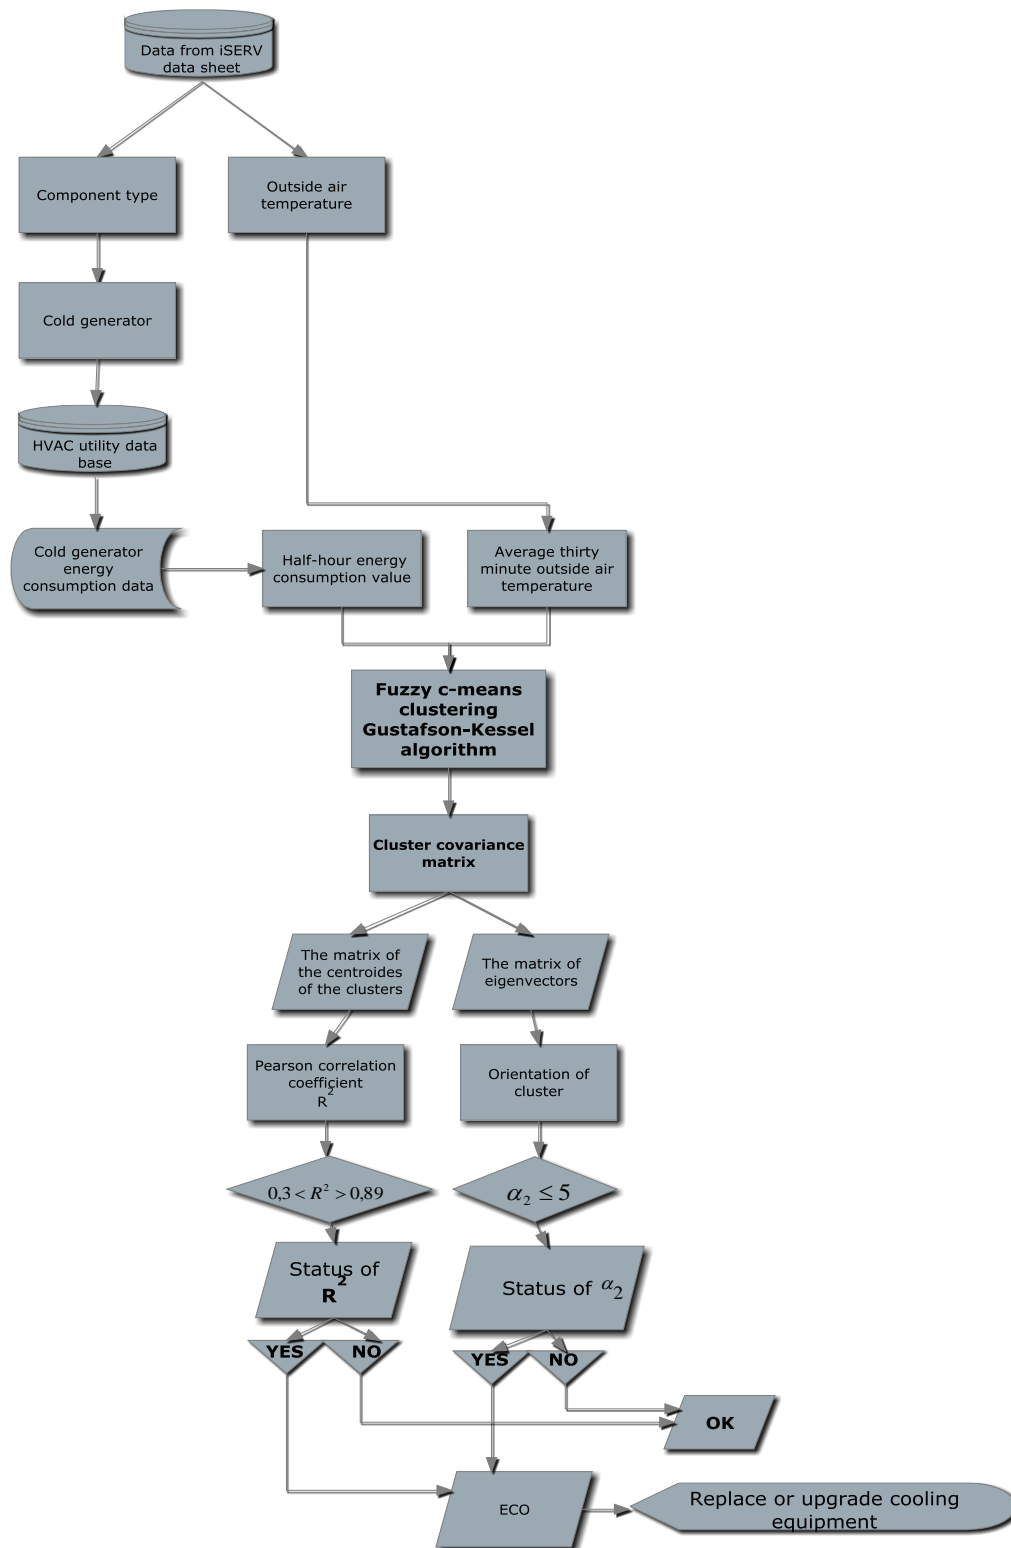 Data from iSERV
data sheet
Component type
Outside air
temperature
Cold generator
HVAC utility data
base
Cold generator
energy
consumption data
Half-hour energy
consumption value
Average thirty
minute outside air
temperature
Fuzzy c-means
clustering
Gustafson-Kessel
algorithm
Cluster covariance
matrix
The matrix of
the centroides
of the clusters
The matrix of
eigenvectors
Pearson correlation
coefficient
R²
Orientation of
cluster
0,3 < R² > 0,89
α₂ ≤ 5
Status of
R²
Status of α₂
YES
NO
YES
NO
OK
ECO
Replace or upgrade cooling
equipment